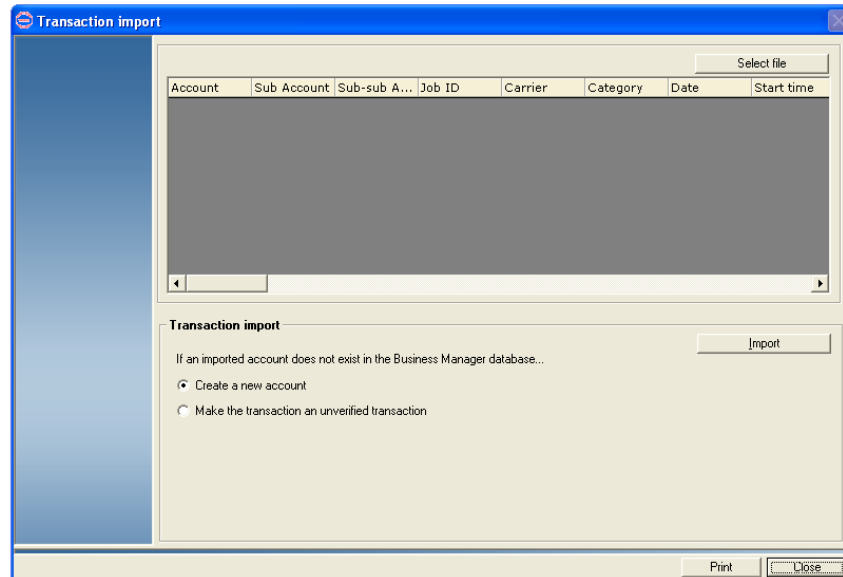 Transaction import
Select file
Account Sub Account Sub-sub A... Job ID Carrier Category Date Start time
Transaction import
Import
If an imported account does not exist in the Business Manager database...
Create a new account
Make the transaction an unverified transaction
Print Close